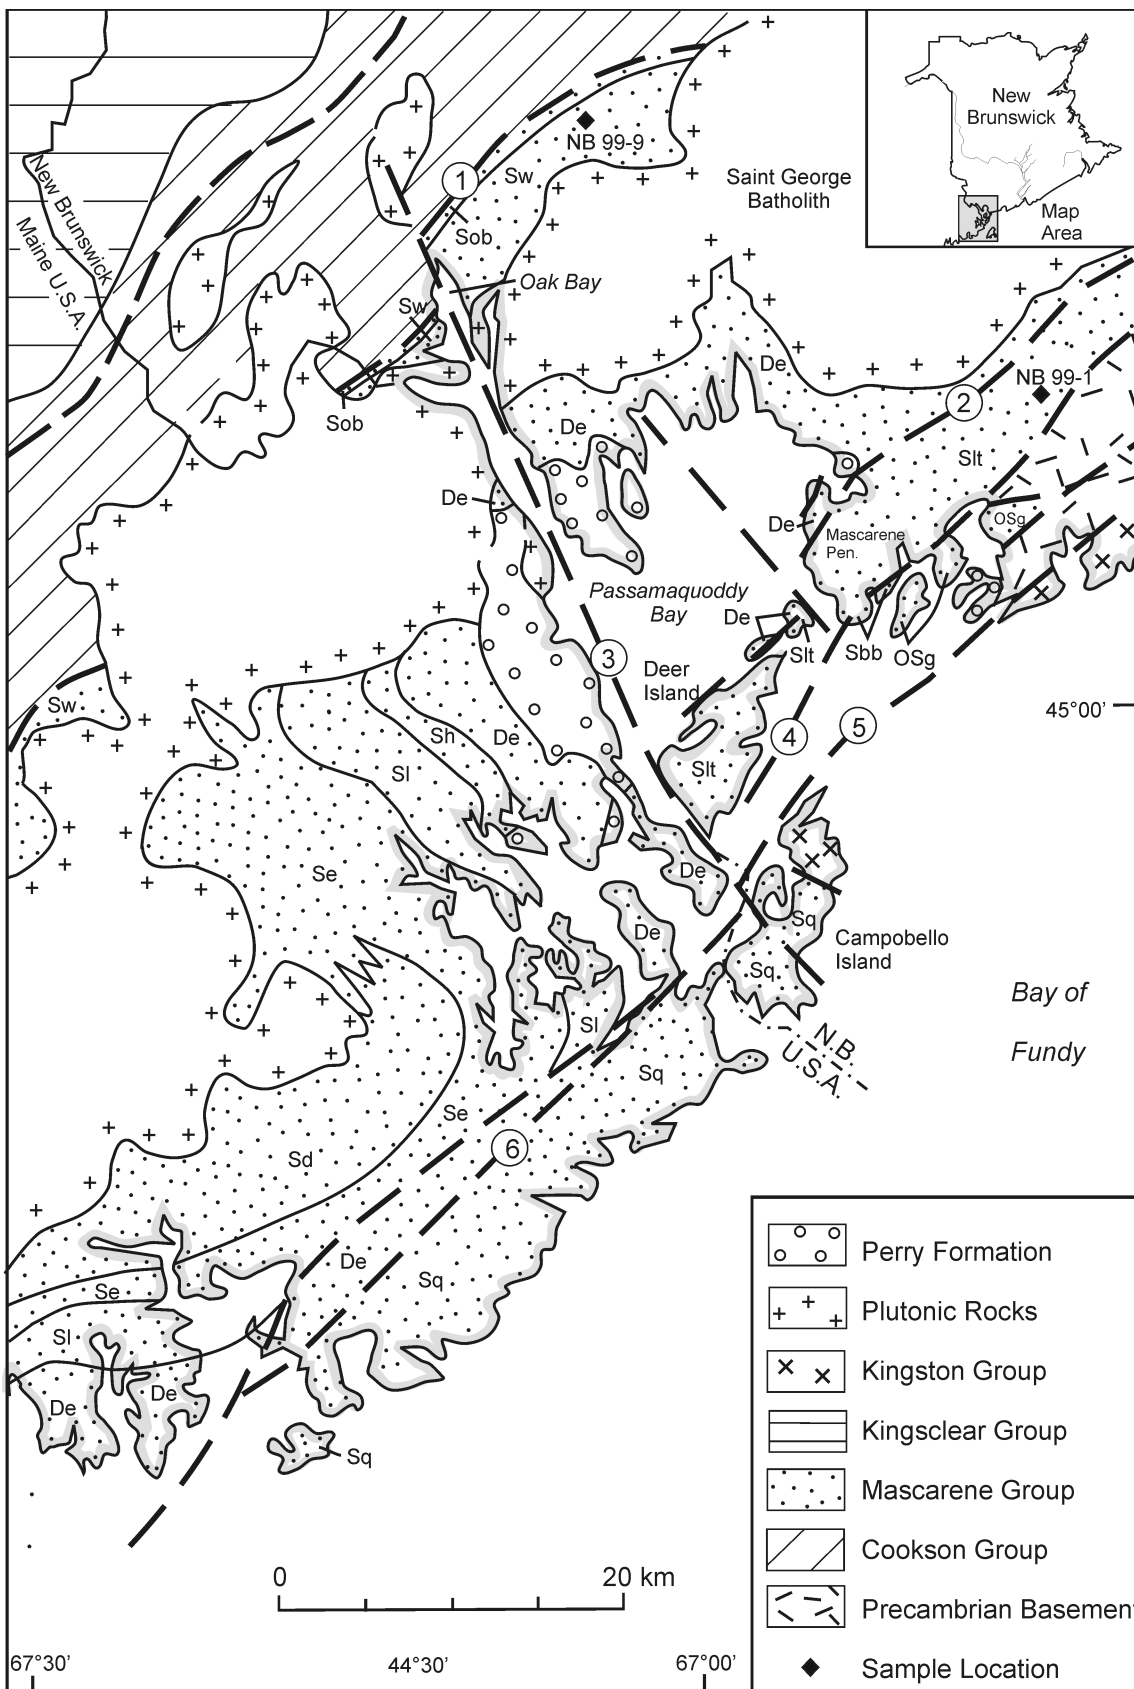 New
Brunswick
Map
Area
NB 99-9
1
Sw
Saint George
Batholith
New Brunswick
Maine U.S.A.
Sob
Oak Bay
Sw
De
NB 99-1
2
Sob
De
Slt
De
De
OSg
Mascarene
Pen.
Passamaquoddy
Bay
De
Slt
Sbb
OSg
3
Deer
Island
Sw
45°00'
5
4
Sh
De
Sl
Slt
Se
De
Sq
De
Campobello
Island
Sq
Bay of
Fundy
Sl
N.B.
U.S.A.
Sq
Se
6
Sd
De
Sq
Se
Sl
De
De
Sq
Perry Formation
Plutonic Rocks
Kingston Group
Kingsclear Group
Mascarene Group
Cookson Group
Precambrian Basement
Sample Location
0
20 km
67°30'
44°30'
67°00'